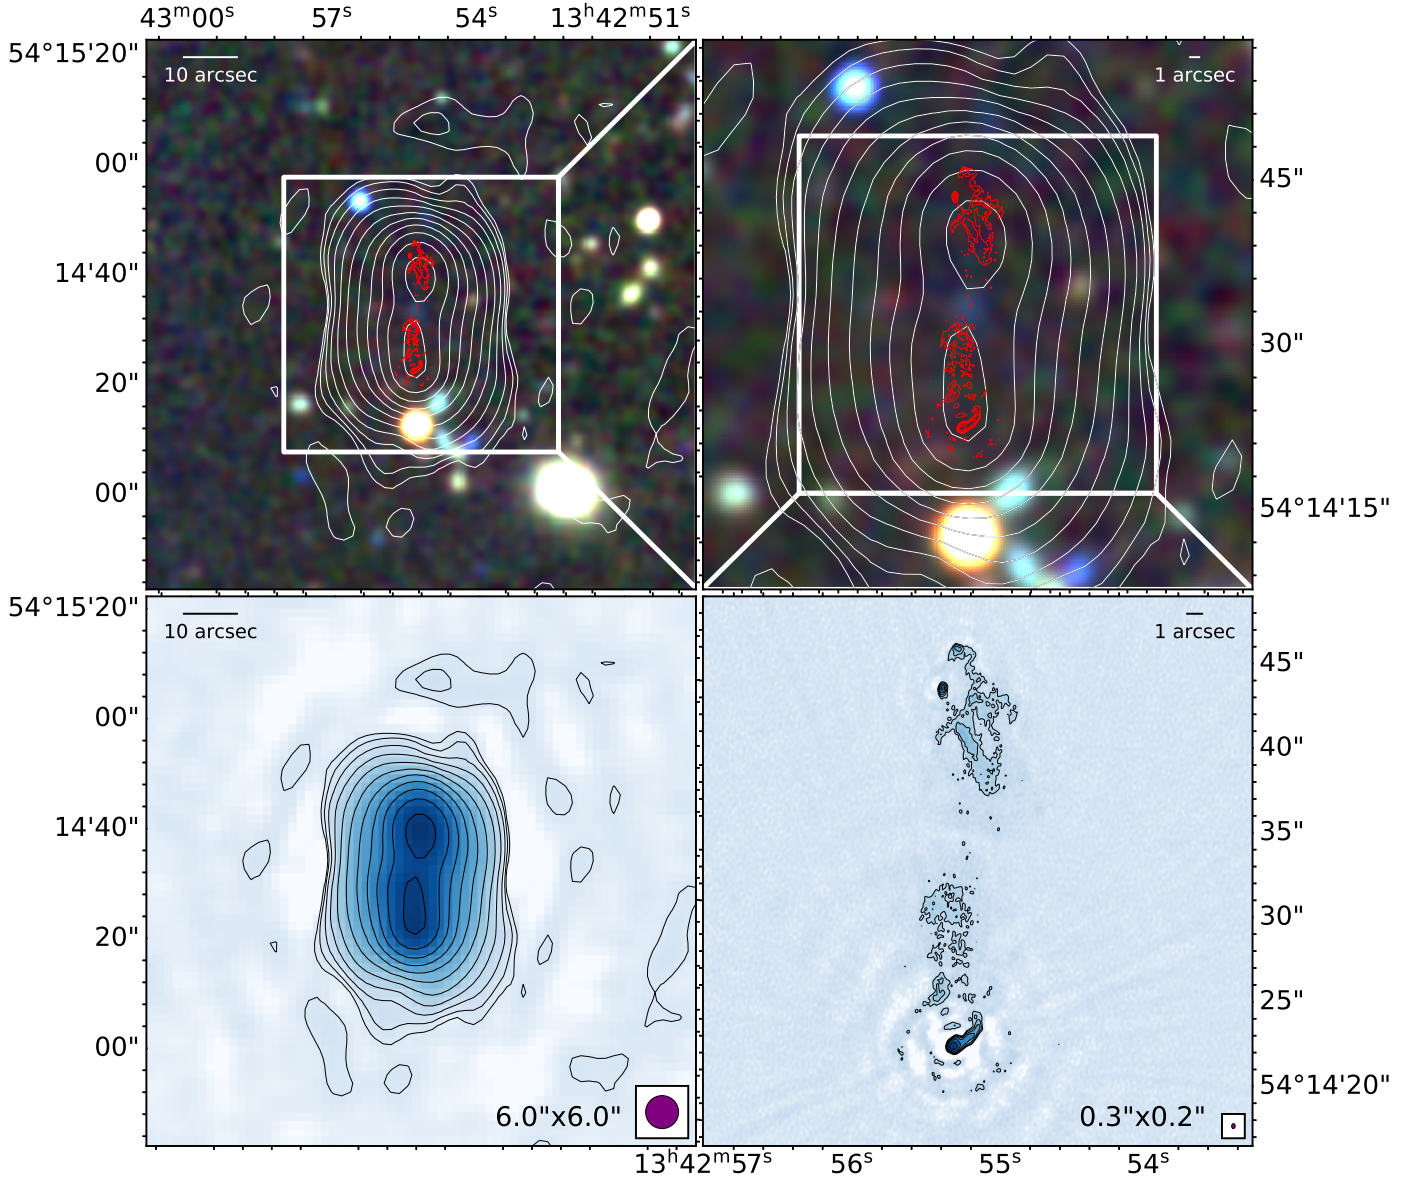 43ᵐ00ˢ 57ˢ 54ˢ 13ʰ42ᵐ51ˢ
54°15'20"
00"
14'40"
20"
00"
10 arcsec
1 arcsec
45"
30"
54°14'15"
54°15'20"
00"
14'40"
20"
00"
10 arcsec
6.0"x6.0"
1 arcsec
0.3"x0.2"
45"
40"
35"
30"
25"
54°14'20"
13ʰ42ᵐ57ˢ 56ˢ 55ˢ 54ˢ